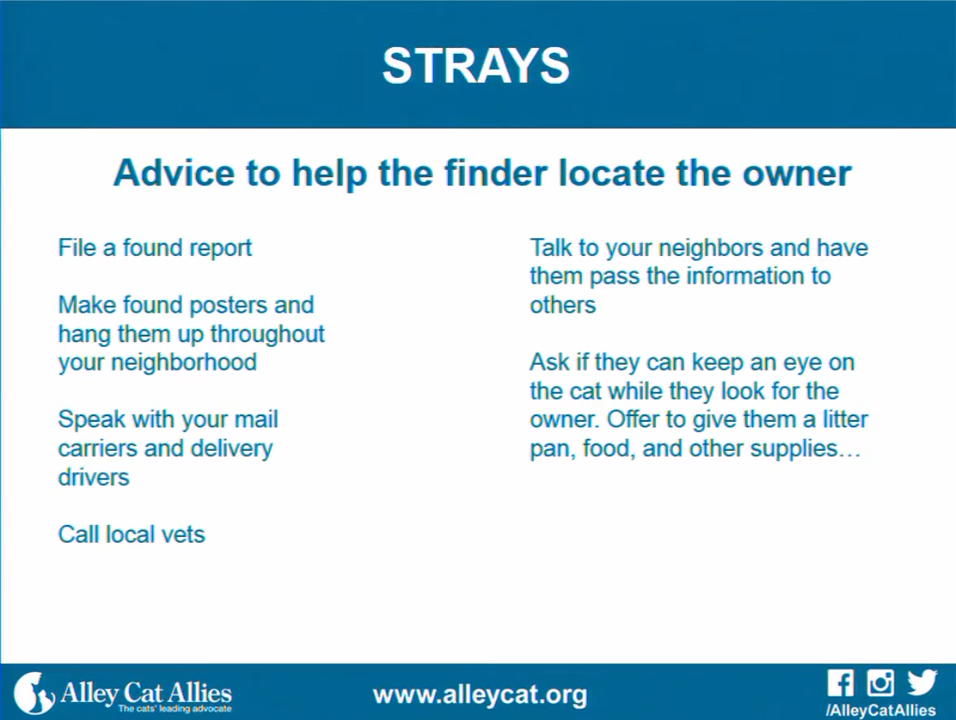 STRAYS
Advice to help the finder locate the owner
File a found report
Make found posters and
hang them up throughout
your neighborhood
Speak with your mail
carriers and delivery
drivers
Call local vets
Talk to your neighbors and have
them pass the information to
others
Ask if they can keep an eye on
the cat while they look for the
owner. Offer to give them a litter
pan, food, and other supplies…
Alley Cat Allies
The cats' leading advocate
www.alleycat.org
/AlleyCatAllies